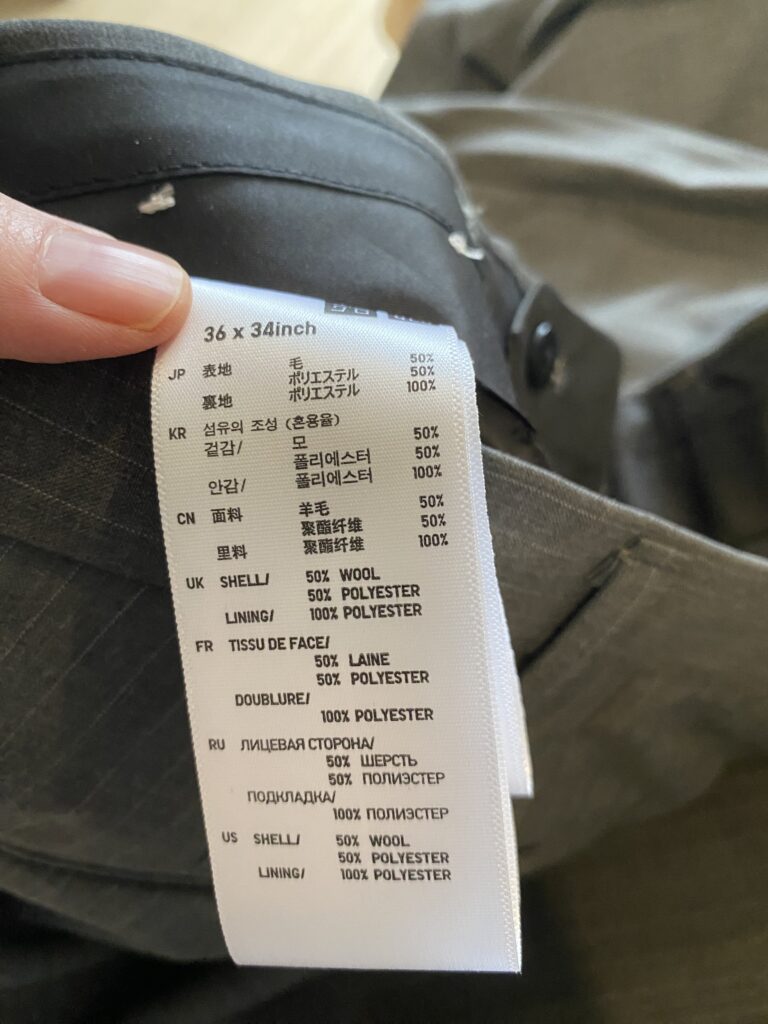 36 x 34inch
JP 表地 毛 50%
ポリエステル 50%
裏地 ポリエステル 100%
KR 섬유의 조성 (혼용율)
겉감/ 모 50%
폴리에스터 50%
안감/ 폴리에스터 100%
CN 面料 羊毛 50%
聚酯纤维 50%
里料 聚酯纤维 100%
UK SHELL/ 50% WOOL
50% POLYESTER
LINING/ 100% POLYESTER
FR TISSU DE FACE/
50% LAINE
50% POLYESTER
DOUBLURE/
100% POLYESTER
RU ЛИЦЕВАЯ СТОРОНА/
50% ШЕРСТЬ
50% ПОЛИЭСТЕР
ПОДКЛАДКА/
100% ПОЛИЭСТЕР
US SHELL/ 50% WOOL
50% POLYESTER
LINING/ 100% POLYESTER